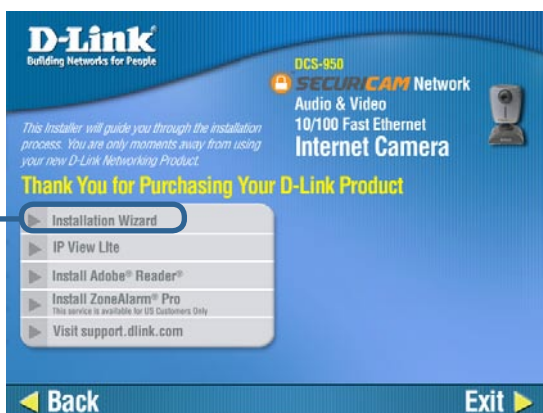 D-Link
Building Networks for People
DCS-950
SECURICAM Network
Audio & Video
10/100 Fast Ethernet
Internet Camera
This Installer will guide you through the installation
process. You are only moments away from using
your new D-Link Networking Product.
Thank You for Purchasing Your D-Link Product
Installation Wizard
IP View LIte
Install Adobe® Reader®
Install ZoneAlarm® Pro
This service is available for US Customers Only
Visit support.dlink.com
Back
Exit